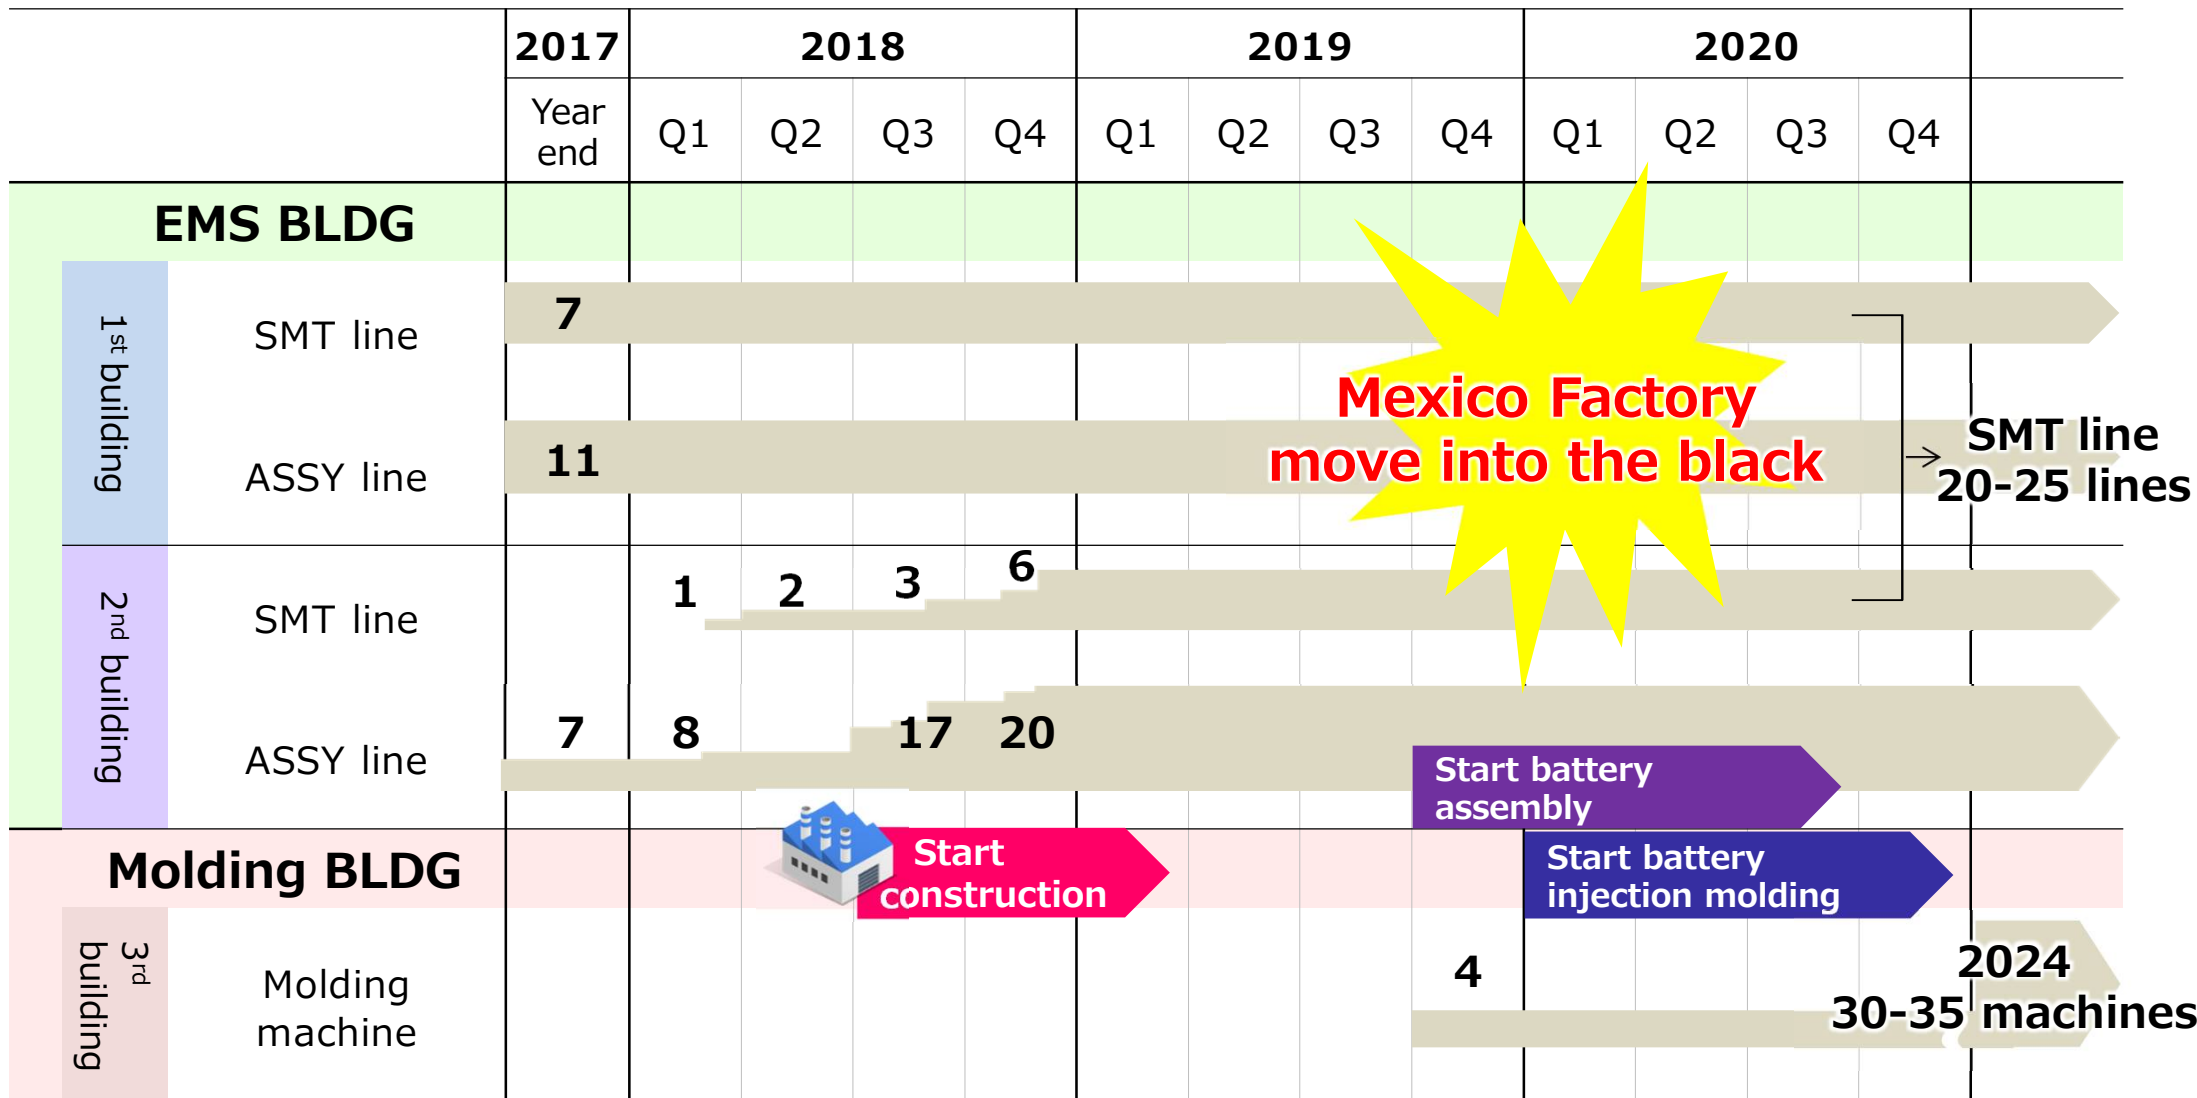 2017 2018 2019 2020
Year
end
Q1 Q2 Q3 Q4 Q1 Q2 Q3 Q4 Q1 Q2 Q3 Q4
EMS BLDG
1st building
SMT line
7
ASSY line
11
Mexico Factory
move into the black
SMT line
20-25 lines
2nd building
SMT line
1 2 3 6
ASSY line
7 8 17 20
Start battery
assembly
Molding BLDG
Start
construction
Start battery
injection molding
3rd
building
Molding
machine
4
2024
30-35 machines